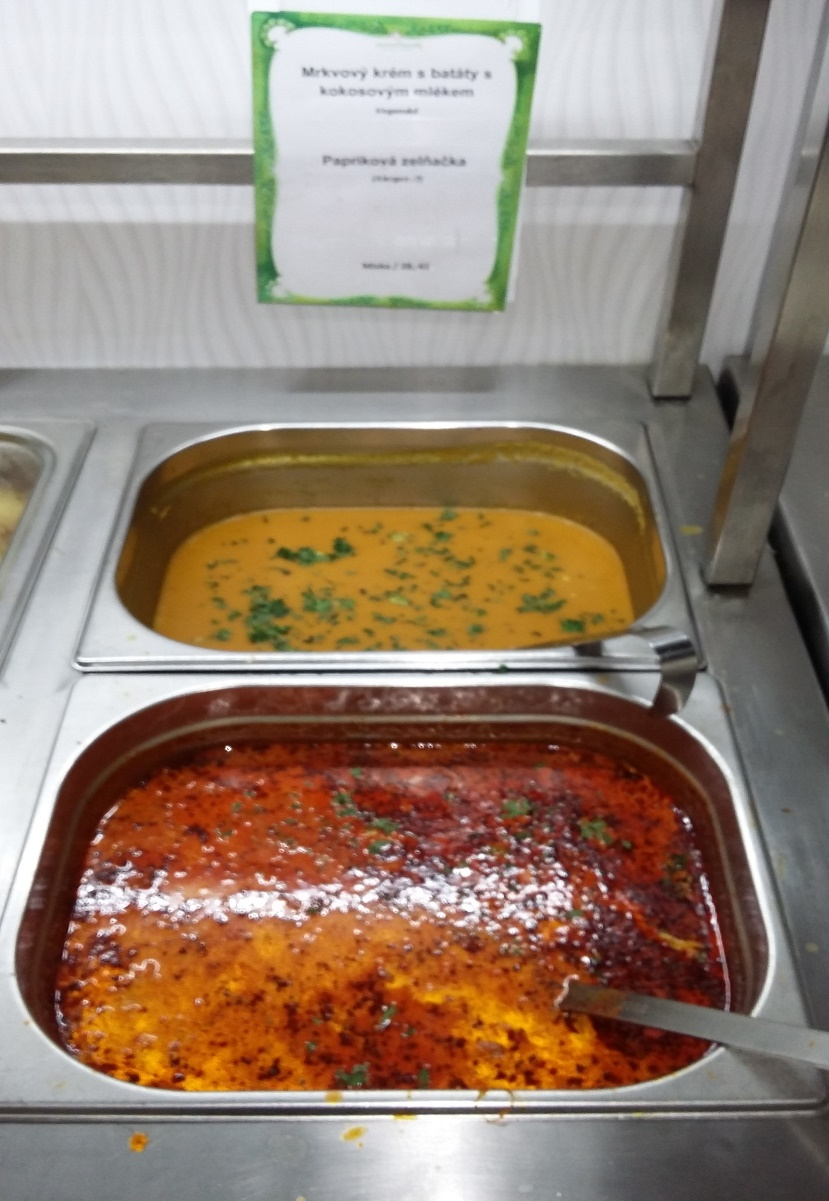 Mrkvový krém s batáty s
kokosovým mlékem
Papriková zelňačka